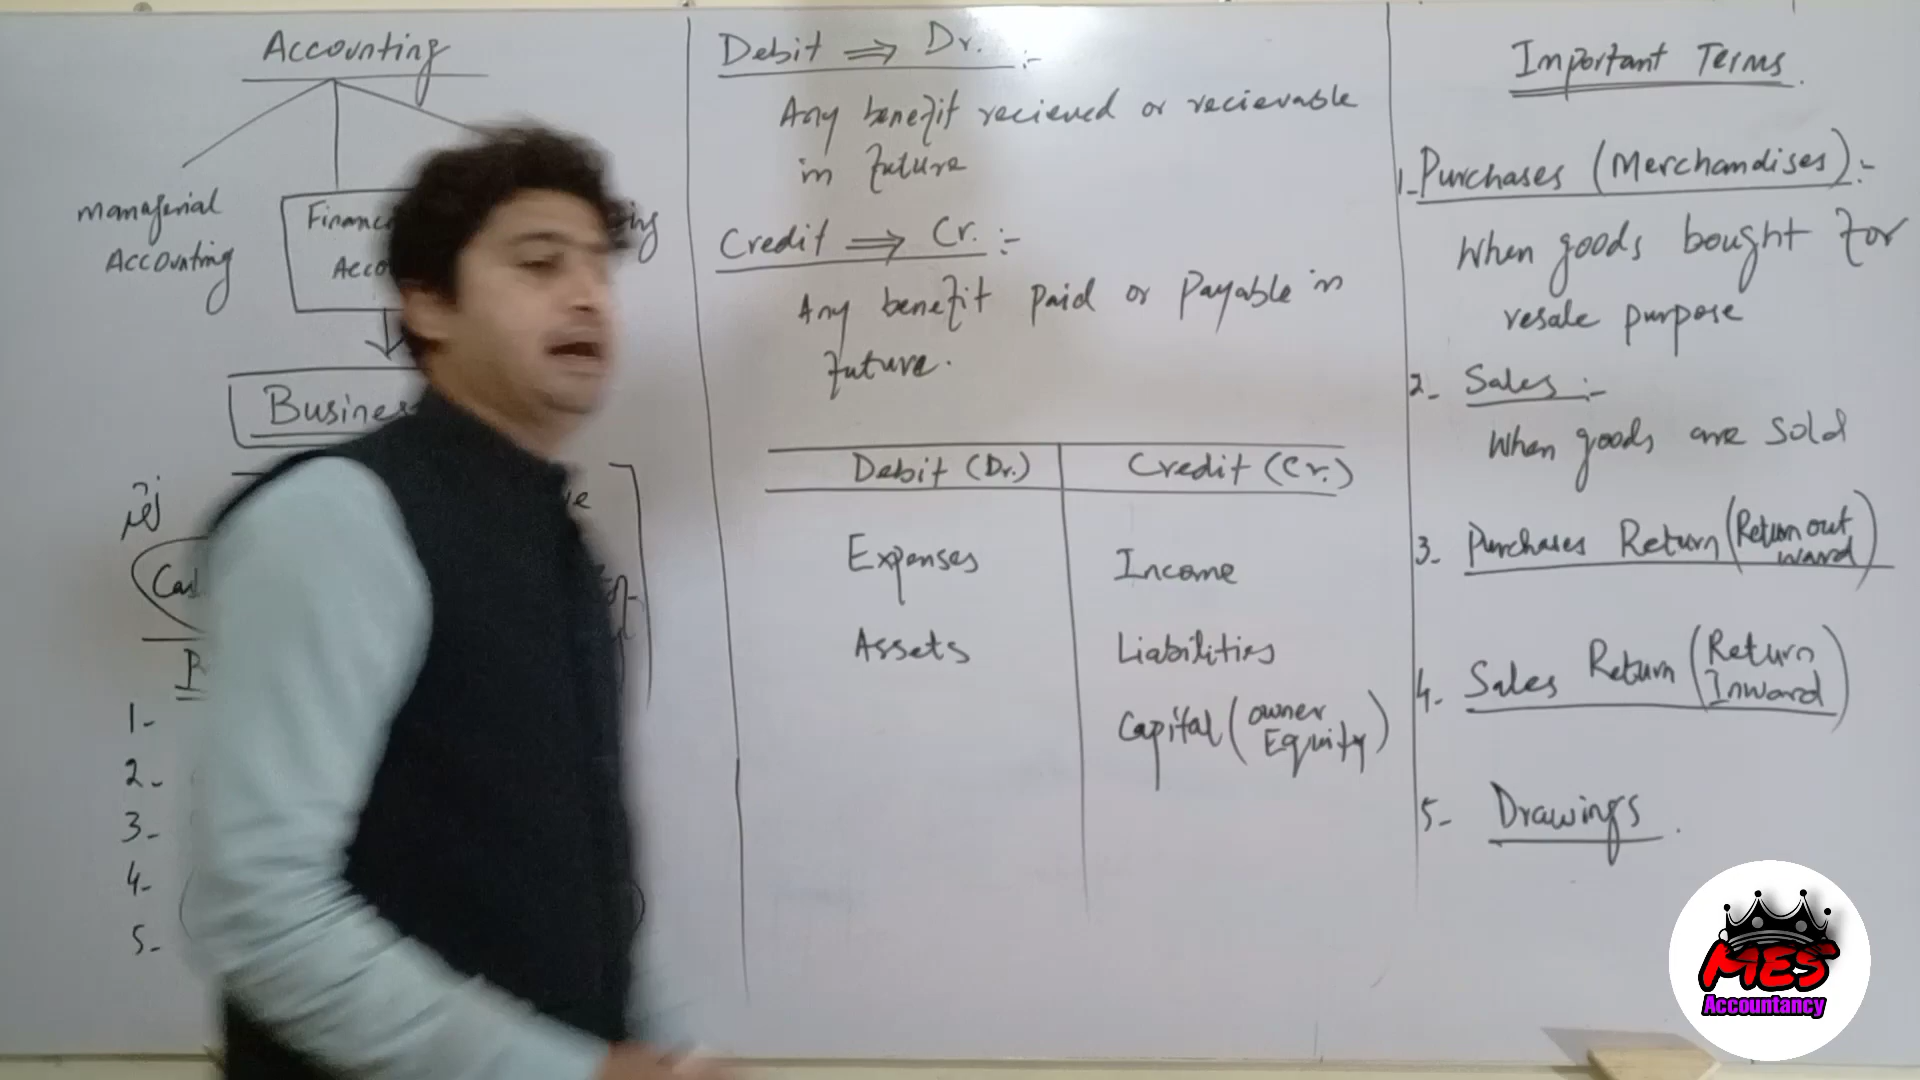 Accounting
Managerial
Accounting
Business
1-
2-
3-
4-
5-
Debit ⇒ Dr. :-
Any benefit recieved or recievable
in future
Credit ⇒ Cr. :-
Any benefit paid or payable in
future.
Debit (Dr.) Credit (Cr.)
Expenses Income
Assets Liabilities
Capital (owner
Equity)
Important Terms.
1- Purchases (Merchandises) :-
When goods bought for
resale purpose
2- Sales :-
When goods are sold
3- Purchases Return (Return out
ward)
4- Sales Return (Return
Inward)
5- Drawings.
MES
Accountancy